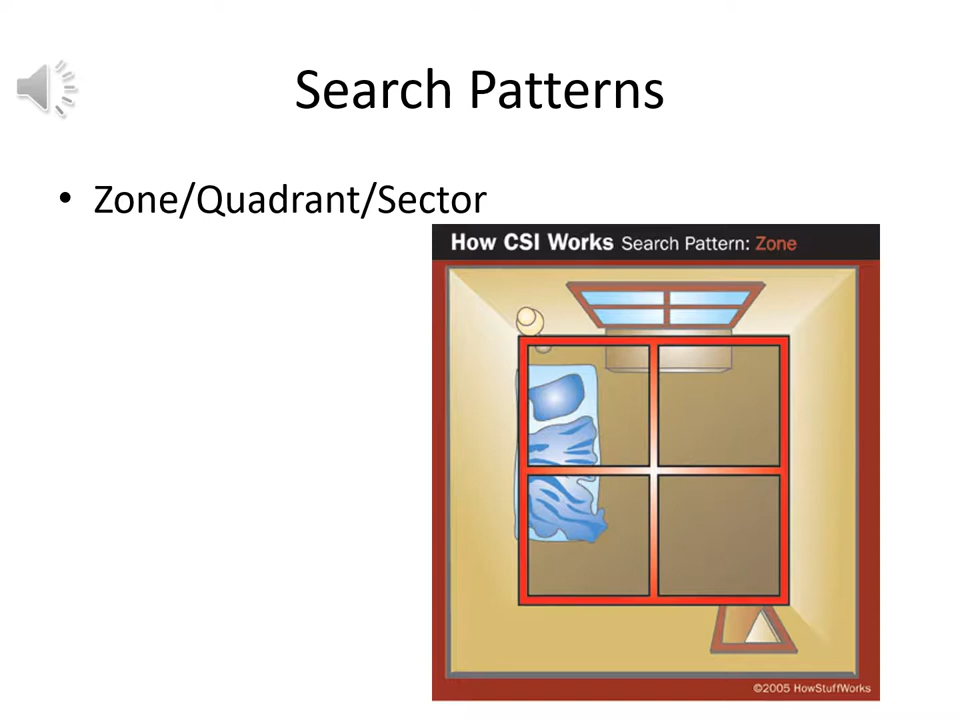 Search Patterns
• Zone/Quadrant/Sector
How CSI Works Search Pattern: Zone
©2005 HowStuffWorks